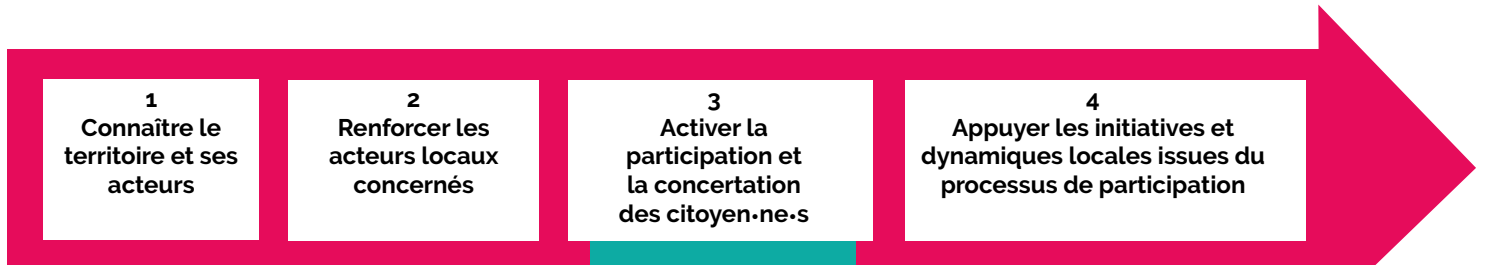 1
Connaître le
territoire et ses
acteurs
2
Renforcer les
acteurs locaux
concernés
3
Activer la
participation et
la concertation
des citoyen•ne•s
4
Appuyer les initiatives et
dynamiques locales issues du
processus de participation